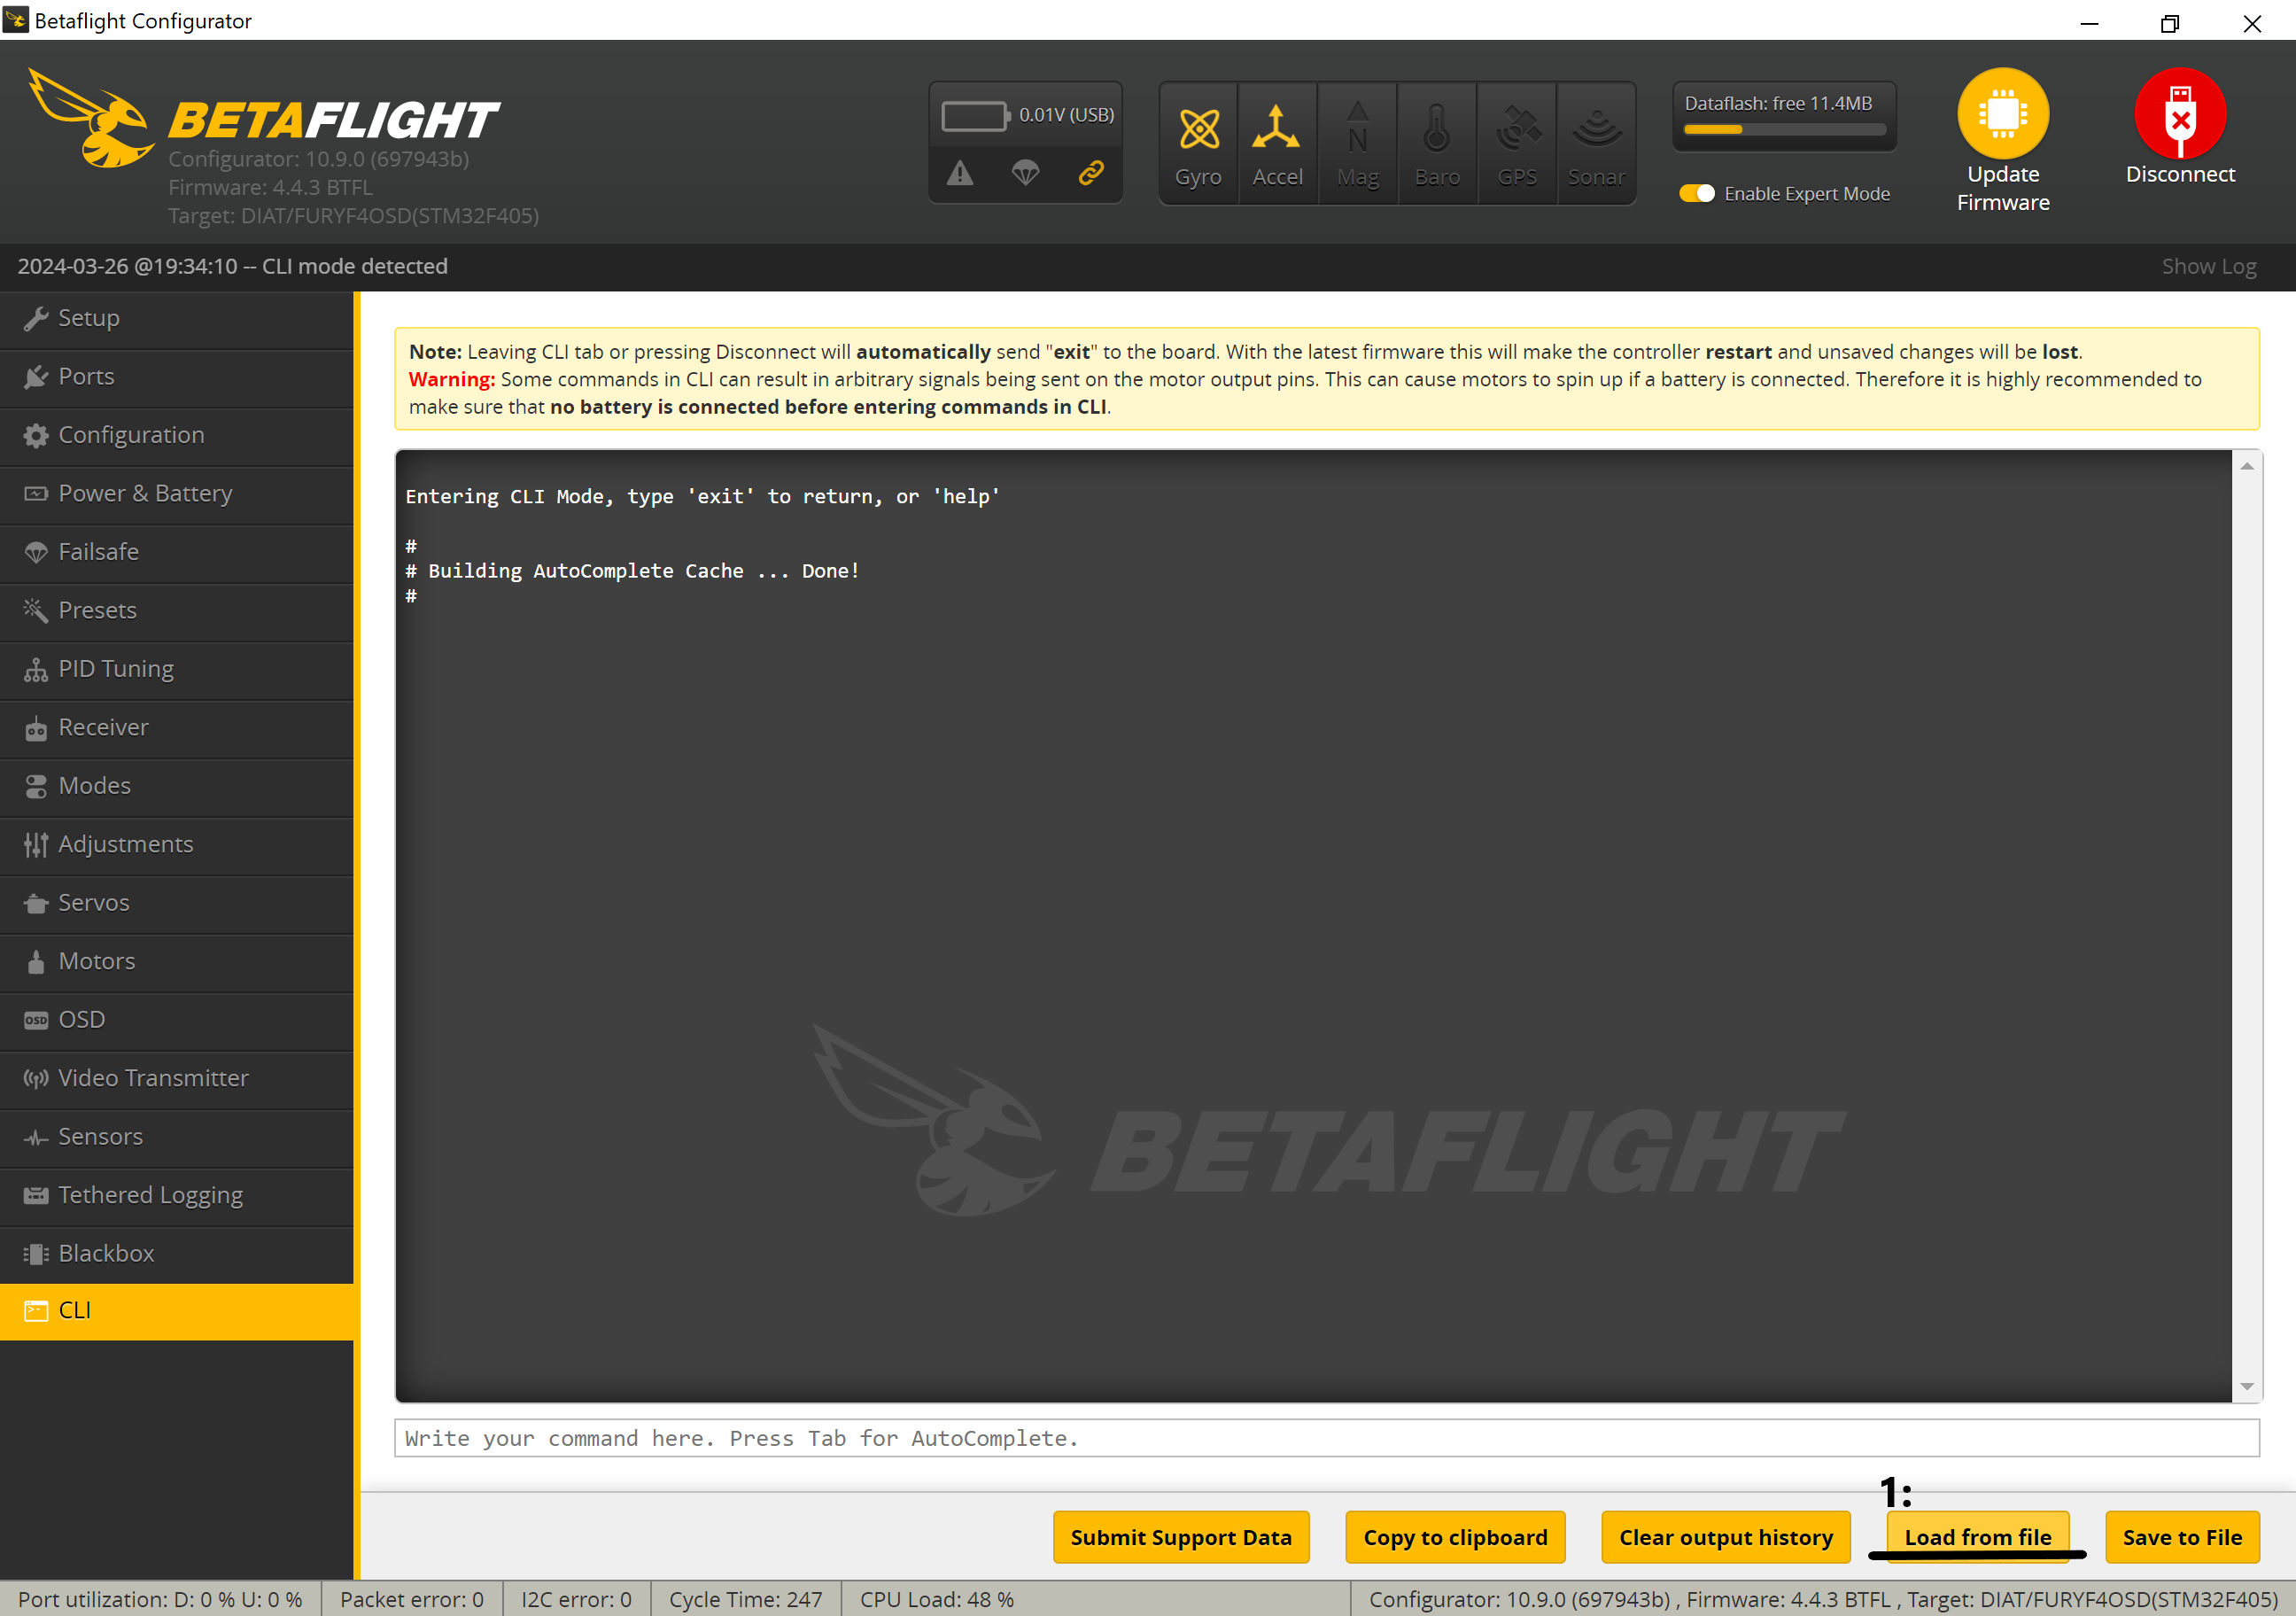 Betaflight Configurator
BETAFLIGHT
Configurator: 10.9.0 (697943b)
Firmware: 4.4.3 BTFL
Target: DIAT/FURYF4OSD(STM32F405)
0.01V (USB)
Gyro
Accel
N
Mag
Baro
GPS
Sonar
Dataflash: free 11.4MB
Enable Expert Mode
Update
Firmware
Disconnect
2024-03-26 @19:34:10 -- CLI mode detected
Show Log
Setup
Ports
Configuration
Power & Battery
Failsafe
Presets
PID Tuning
Receiver
Modes
Adjustments
Servos
Motors
OSD OSD
Video Transmitter
Sensors
Tethered Logging
Blackbox
CLI
Note: Leaving CLI tab or pressing Disconnect will automatically send "exit" to the board. With the latest firmware this will make the controller restart and unsaved changes will be lost.
Warning: Some commands in CLI can result in arbitrary signals being sent on the motor output pins. This can cause motors to spin up if a battery is connected. Therefore it is highly recommended to
make sure that no battery is connected before entering commands in CLI.
Entering CLI Mode, type 'exit' to return, or 'help'
#
# Building AutoComplete Cache ... Done!
#
BETAFLIGHT
Write your command here. Press Tab for AutoComplete.
1:
Submit Support Data
Copy to clipboard
Clear output history
Load from file
Save to File
Port utilization: D: 0 % U: 0 %
Packet error: 0
I2C error: 0
Cycle Time: 247
CPU Load: 48 %
Configurator: 10.9.0 (697943b) , Firmware: 4.4.3 BTFL , Target: DIAT/FURYF4OSD(STM32F405)